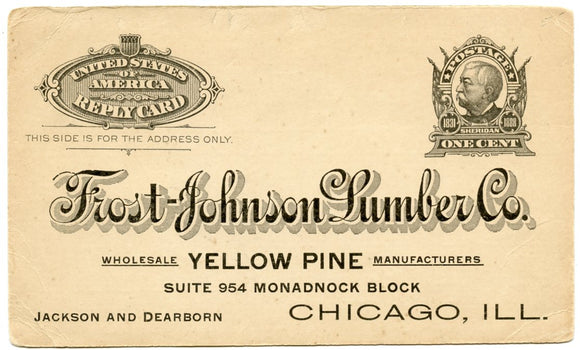 UNITED STATES
OF
AMERICA
REPLY CARD
THIS SIDE IS FOR THE ADDRESS ONLY.
POSTAGE
1831 1888
SHERIDAN
ONE CENT
Frost-Johnson Lumber Co.
WHOLESALE YELLOW PINE MANUFACTURERS
SUITE 954 MONADNOCK BLOCK
JACKSON AND DEARBORN CHICAGO, ILL.